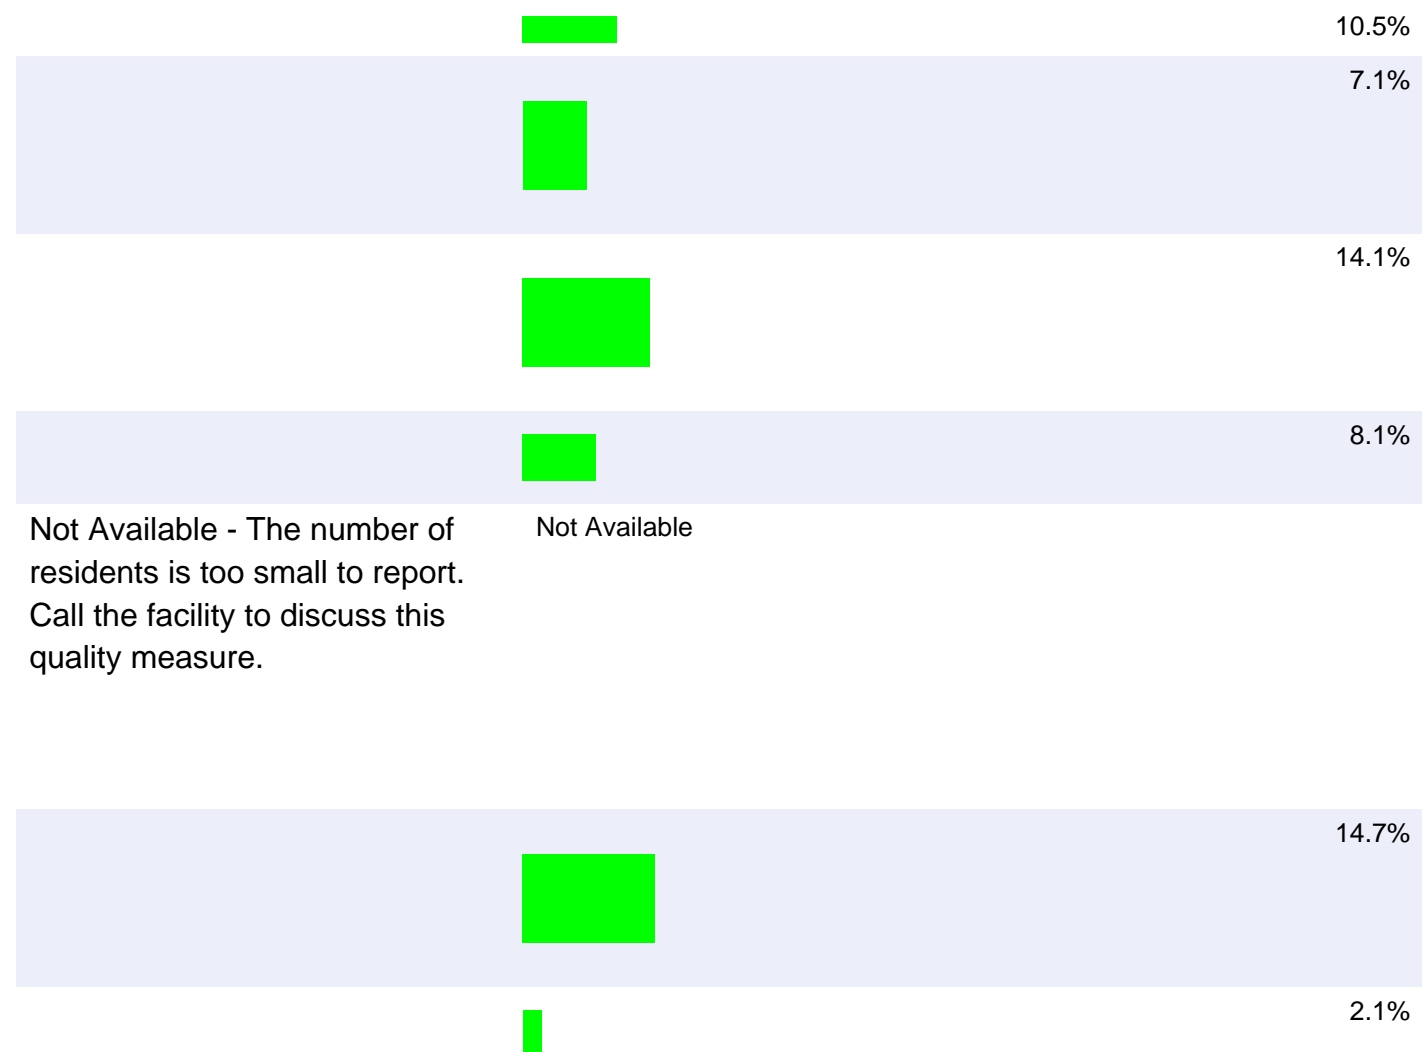 10.5%
7.1%
14.1%
8.1%
Not Available - The number of
residents is too small to report.
Call the facility to discuss this
quality measure.
Not Available
14.7%
2.1%